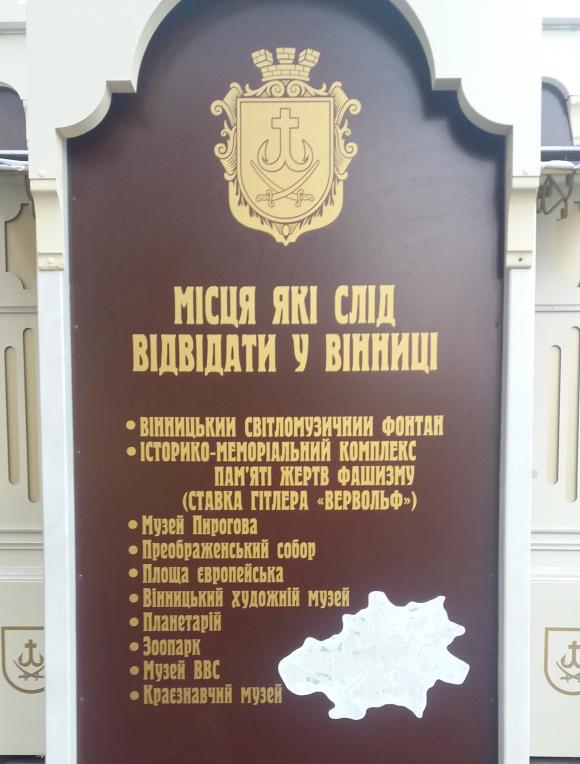 МІСЦЯ ЯКІ СЛІД
ВІДВІДАТИ У ВІННИЦІ
• ВІННИЦЬКИЙ СВІТЛОМУЗИЧНИЙ ФОНТАН
• ІСТОРИКО-МЕМОРІАЛЬНИЙ КОМПЛЕКС
ПАМ'ЯТІ ЖЕРТВ ФАШИЗМУ
(СТАВКА ГІТЛЕРА «ВЕРВОЛЬФ»)
• Музей Пирогова
• Преображенський собор
• Площа європейська
• Вінницький художній музей
• Планетарій
• Зоопарк
• Музей ВВС
• Краєзнавчий музей